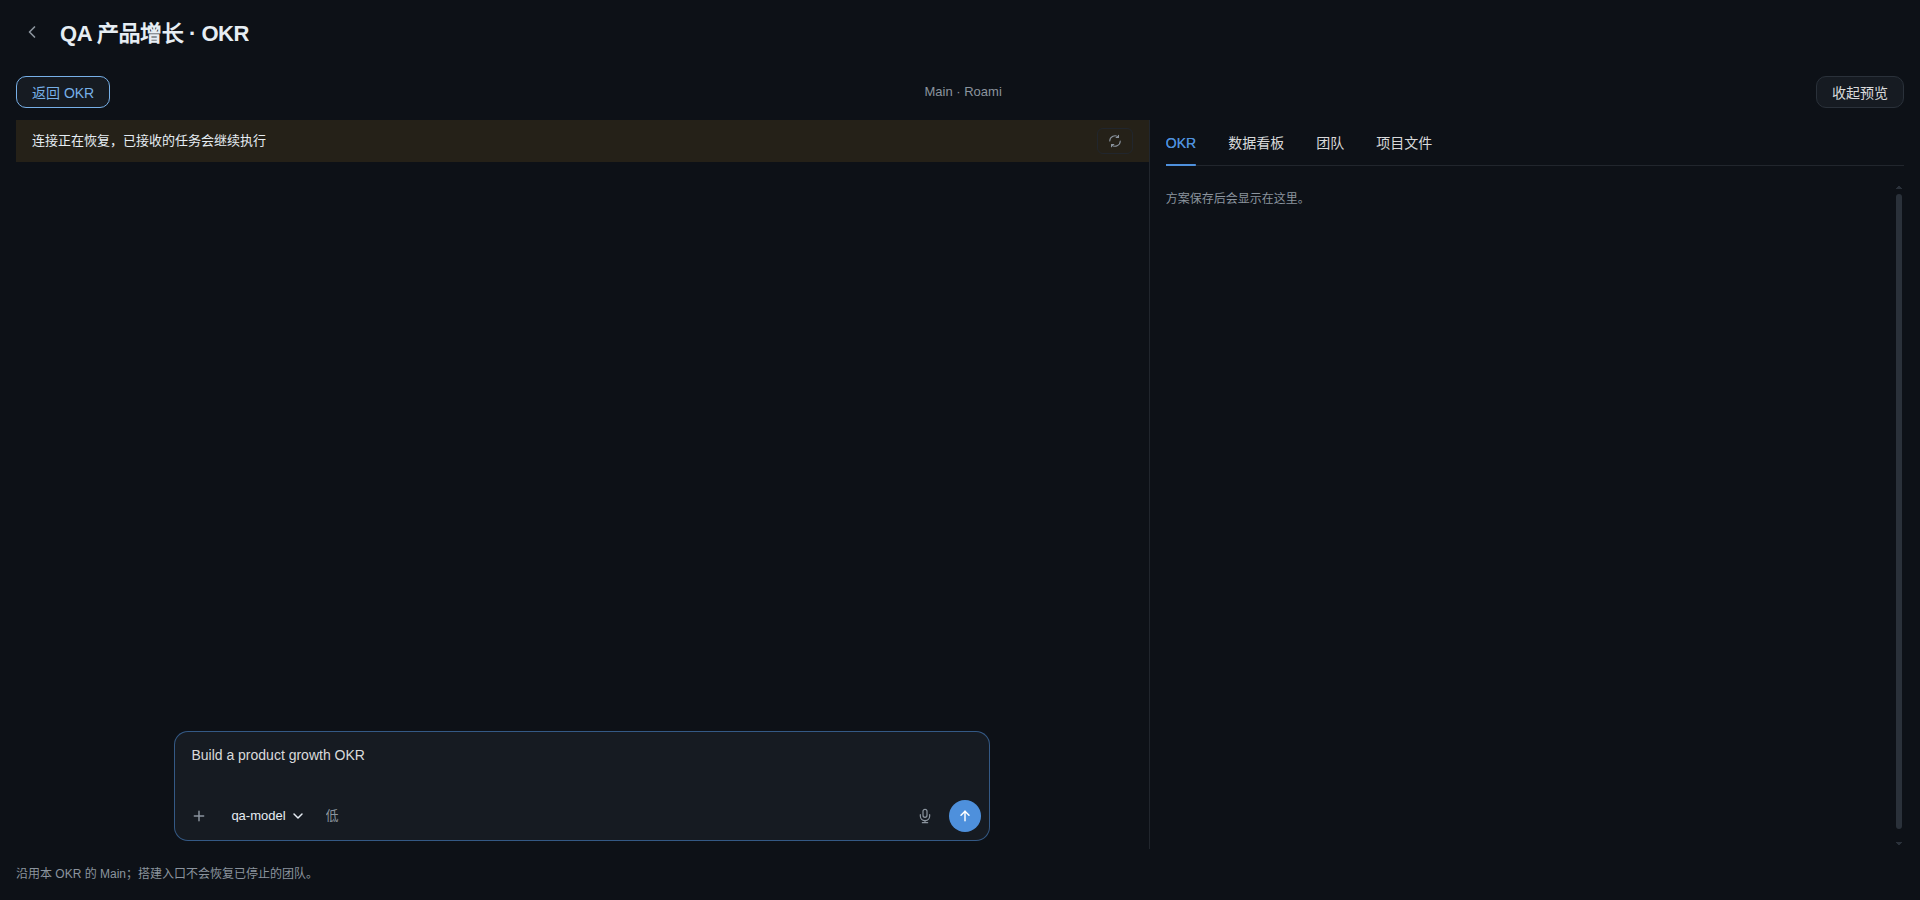 QA 产品增长 · OKR
返回 OKR
Main · Roami
收起预览
连接正在恢复，已接收的任务会继续执行
OKR 数据看板 团队 项目文件
方案保存后会显示在这里。
Build a product growth OKR
qa-model 低
沿用本 OKR 的 Main；搭建入口不会恢复已停止的团队。